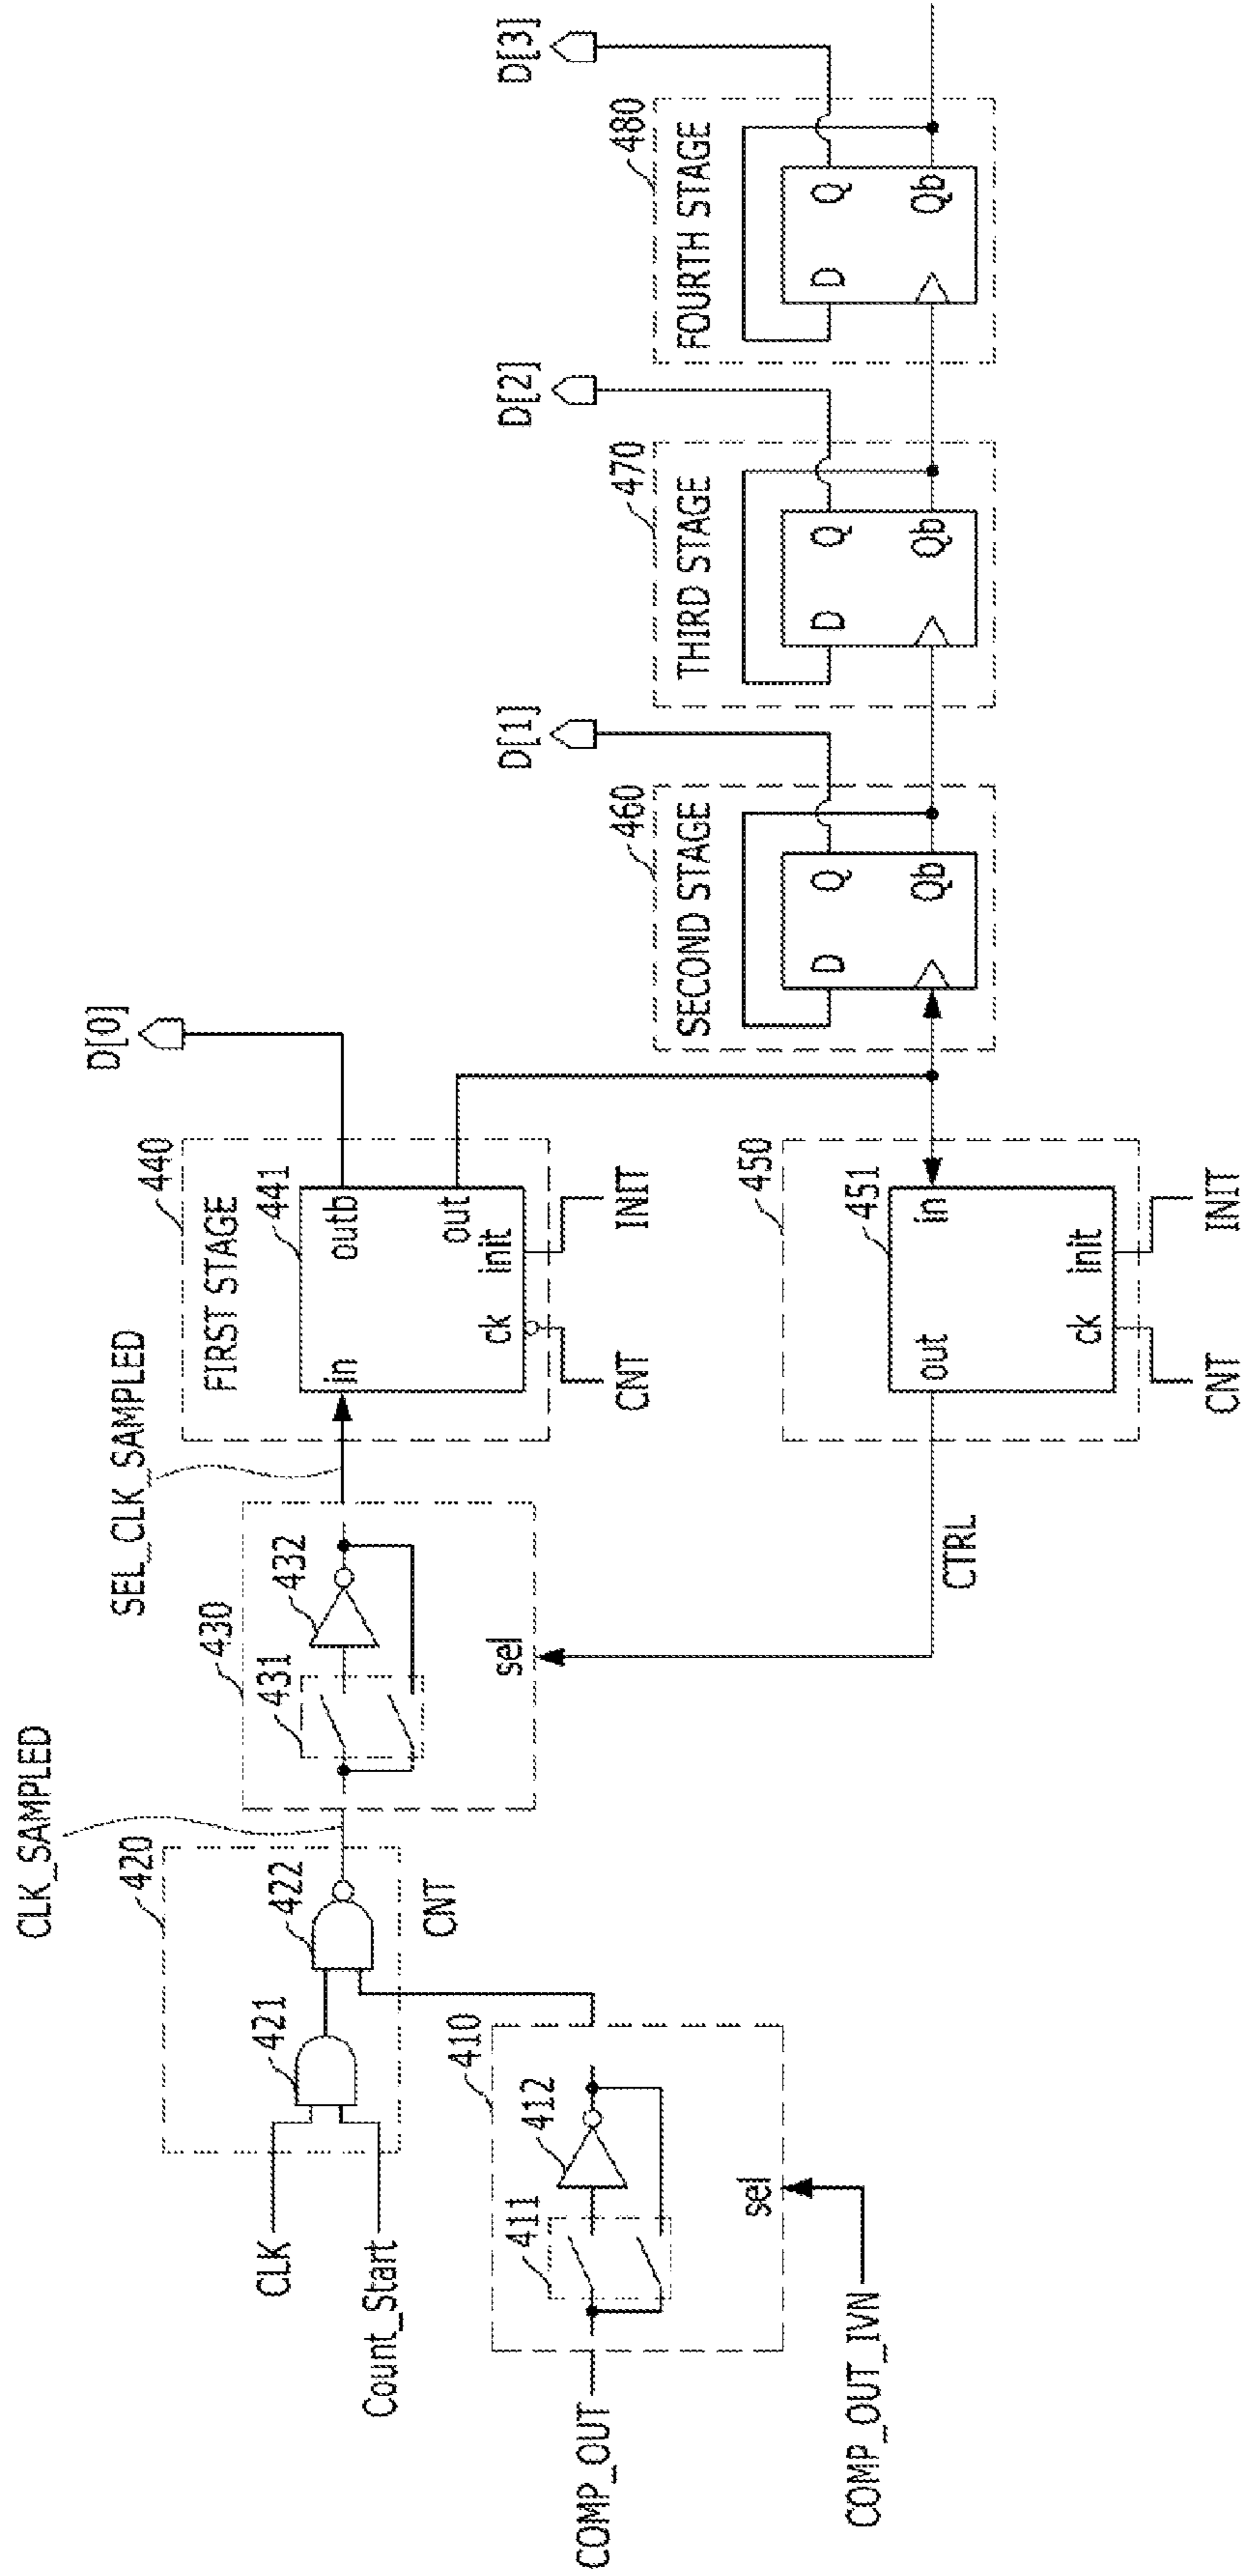 COMP_OUT
COMP_OUT_IVN
410
411
412
sel
CLK
Count_Start
420
421
422
CNT
CLK_SAMPLED
430
431
432
sel
SEL_CLK_SAMPLED
CTRL
440
FIRST STAGE
441
in
outb
out
ck
init
CNT
INIT
D[0]
450
451
out
in
ck
init
CNT
INIT
460
SECOND STAGE
D
Q
Qb
D[1]
470
THIRD STAGE
D
Q
Qb
D[2]
480
FOURTH STAGE
D
Q
Qb
D[3]